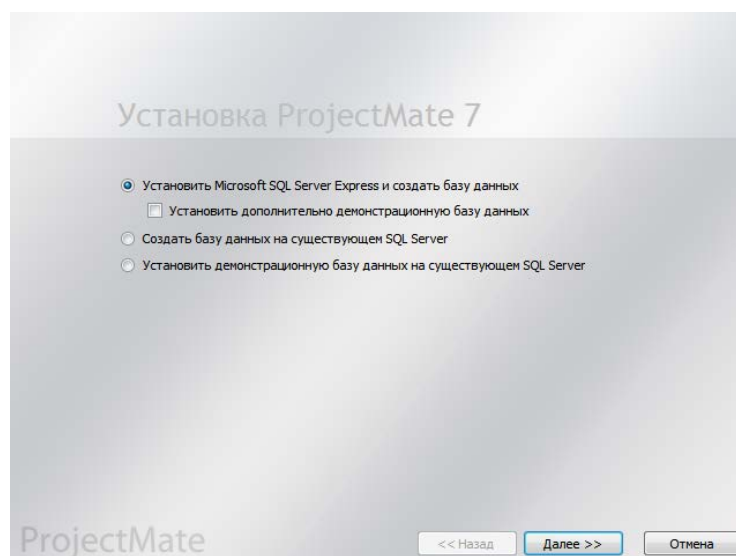 Установка ProjectMate 7
Установить Microsoft SQL Server Express и создать базу данных
Установить дополнительно демонстрационную базу данных
Создать базу данных на существующем SQL Server
Установить демонстрационную базу данных на существующем SQL Server
ProjectMate
<< Назад
Далее >>
Отмена